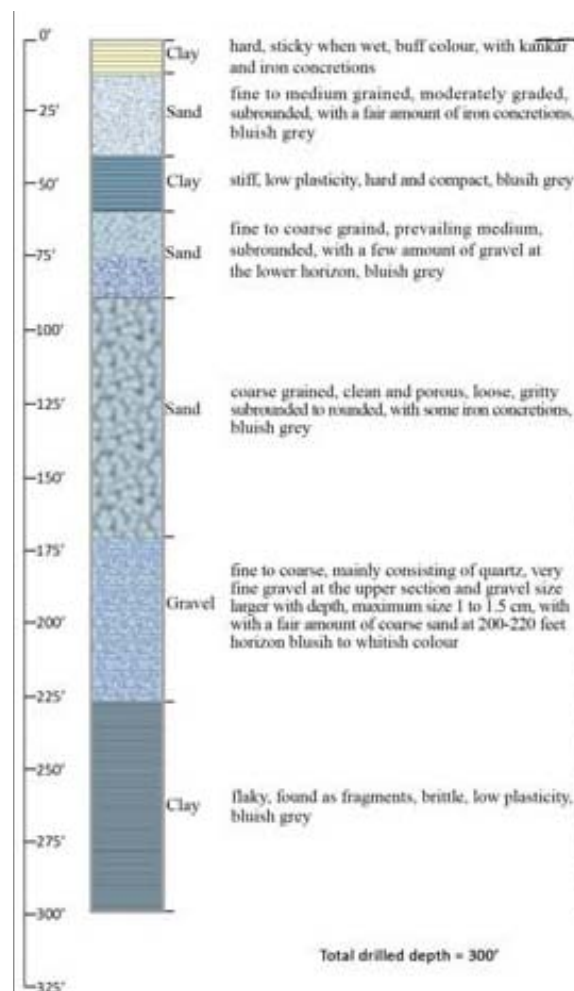 0'
Clay
hard, sticky when wet, buff colour, with kankar
and iron concretions
25'
Sand
fine to medium grained, moderately graded,
subrounded, with a fair amount of iron concretions,
bluish grey
50'
Clay
stiff, low plasticity, hard and compact, blusih grey
75'
Sand
fine to coarse graind, prevailing medium,
subrounded, with a few amount of gravel at
the lower horizon, bluish grey
100'
125'
Sand
coarse grained, clean and porous, loose, gritty
subrounded to rounded, with some iron concretions,
bluish grey
150'
175'
Gravel
fine to coarse, mainly consisting of quartz, very
fine gravel at the upper section and gravel size
larger with depth, maximum size 1 to 1.5 cm, with
with a fair amount of coarse sand at 200-220 feet
horizon blusih to whitish colour
200'
225'
250'
Clay
flaky, found as fragments, brittle, low plasticity,
bluish grey
275'
300'
Total drilled depth = 300'
325'